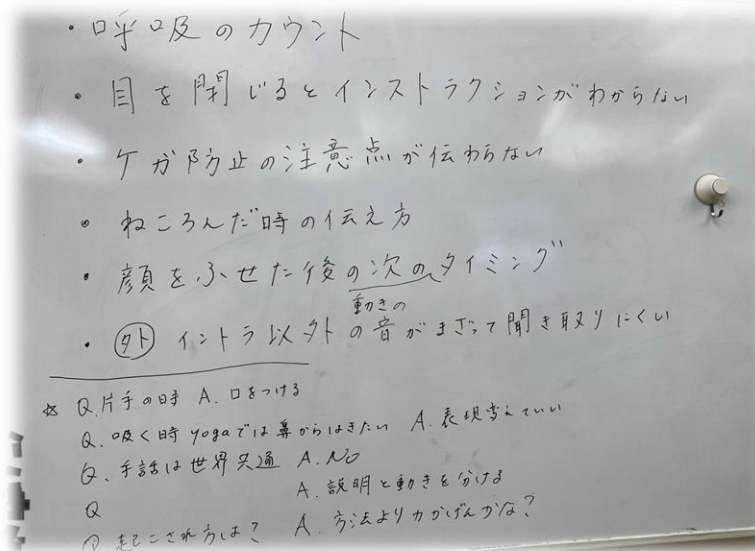 ・呼吸のカウント
・目を閉じるとインストラクションがわからない
・ケガ防止の注意点が伝わらない
・ねころんだ時の伝え方
・顔をふせた後の次のタイミング
動きの
・外 イントラ以外の音がまざって聞き取りにくい
☆ Q.片手の時 A.口をつける
Q.吸く時yogaでは鼻からはきたい A.表現変えていい
Q.手話は世界共通 A.No
Q A.説明と動きを分ける
Q 起こされ方は? A.方法より力かげんかな?